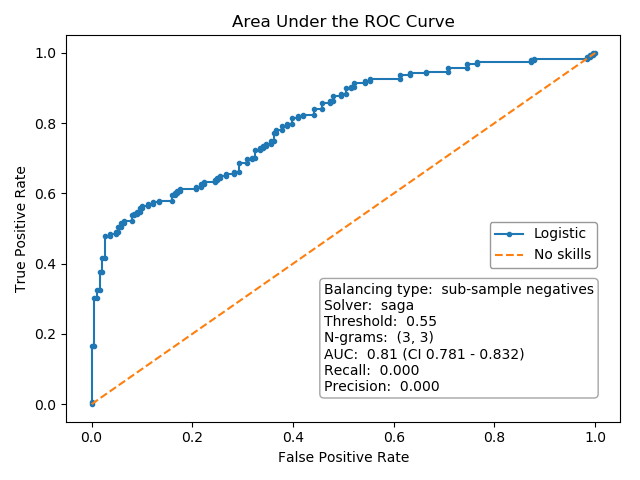 Area Under the ROC Curve
True Positive Rate
1.0
0.8
0.6
0.4
0.2
0.0
Logistic
No skills
Balancing type:  sub-sample negatives
Solver:  saga
Threshold:  0.55
N-grams:  (3, 3)
AUC:  0.81 (CI 0.781 - 0.832)
Recall:  0.000
Precision:  0.000
0.0 0.2 0.4 0.6 0.8 1.0
False Positive Rate